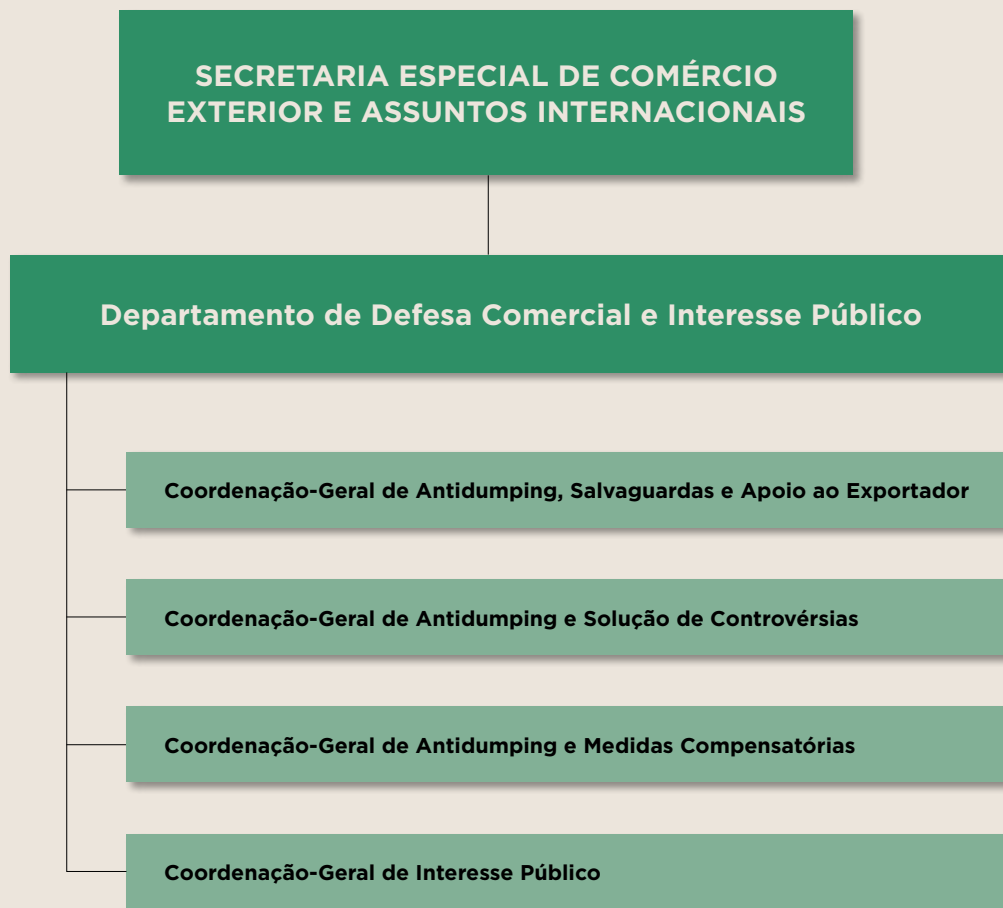 SECRETARIA ESPECIAL DE COMÉRCIO
EXTERIOR E ASSUNTOS INTERNACIONAIS
Departamento de Defesa Comercial e Interesse Público
Coordenação-Geral de Antidumping, Salvaguardas e Apoio ao Exportador
Coordenação-Geral de Antidumping e Solução de Controvérsias
Coordenação-Geral de Antidumping e Medidas Compensatórias
Coordenação-Geral de Interesse Público